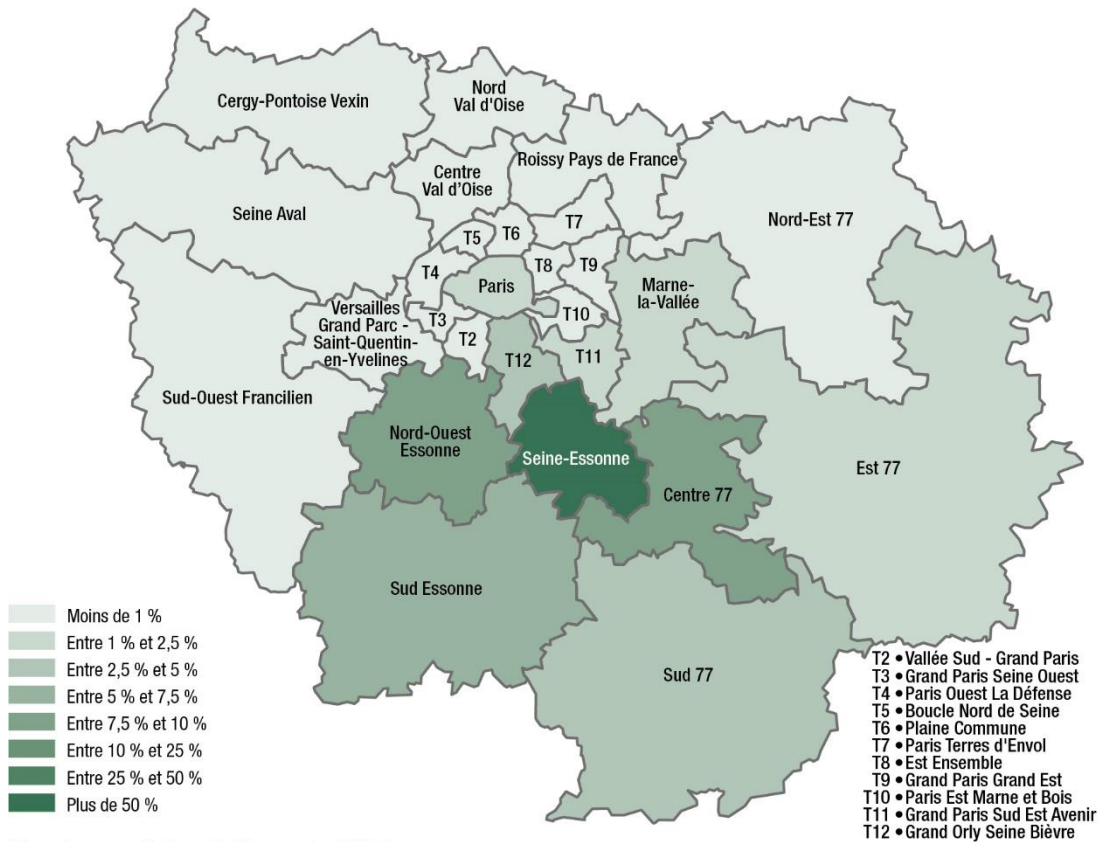 Cergy-Pontoise Vexin
Nord
Val d'Oise
Roissy Pays de France
Centre
Val d'Oise
Seine Aval
Nord-Est 77
T7
T6
T5
T8
T9
T4
Paris
Marne-
la-Vallée
Versailles
Grand Parc -
Saint-Quentin-
en-Yvelines
T3
T2
T10
T12
T11
Sud-Ouest Francilien
Nord-Ouest
Essonne
Seine-Essonne
Est 77
Centre 77
Sud Essonne
Sud 77
Moins de 1 %
Entre 1 % et 2,5 %
Entre 2,5 % et 5 %
Entre 5 % et 7,5 %
Entre 7,5 % et 10 %
Entre 10 % et 25 %
Entre 25 % et 50 %
Plus de 50 %
T2 • Vallée Sud - Grand Paris
T3 • Grand Paris Seine Ouest
T4 • Paris Ouest La Défense
T5 • Boucle Nord de Seine
T6 • Plaine Commune
T7 • Paris Terres d'Envol
T8 • Est Ensemble
T9 • Grand Paris Grand Est
T10 • Paris Est Marne et Bois
T11 • Grand Paris Sud Est Avenir
T12 • Grand Orly Seine Bièvre